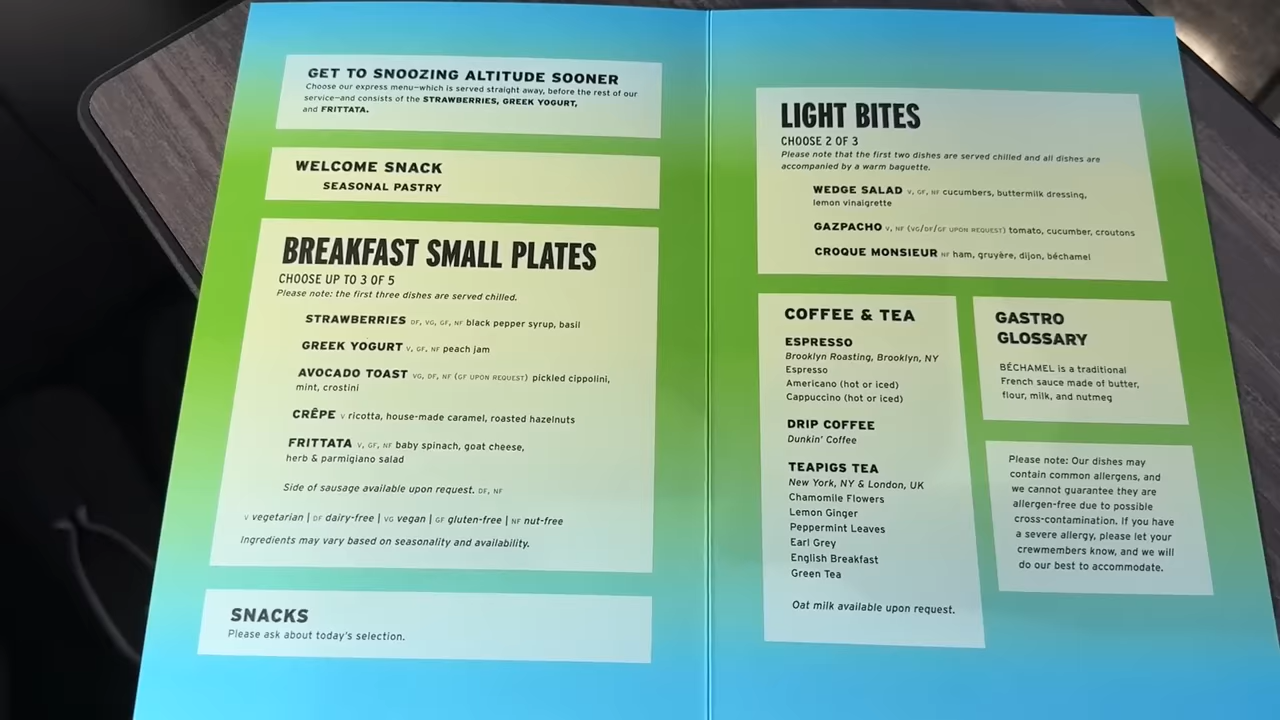 GET TO SNOOZING ALTITUDE SOONER
Choose our express menu—which is served straight away, before the rest of our
service—and consists of the STRAWBERRIES, GREEK YOGURT,
and FRITTATA.
WELCOME SNACK
SEASONAL PASTRY
BREAKFAST SMALL PLATES
CHOOSE UP TO 3 OF 5
Please note: the first three dishes are served chilled.
STRAWBERRIES DF, VG, GF, NF black pepper syrup, basil
GREEK YOGURT V, GF, NF peach jam
AVOCADO TOAST VG, DF, NF (GF UPON REQUEST) pickled cippolini,
mint, crostini
CRÊPE V ricotta, house-made caramel, roasted hazelnuts
FRITTATA V, GF, NF baby spinach, goat cheese,
herb & parmigiano salad
Side of sausage available upon request. DF, NF
V vegetarian | DF dairy-free | VG vegan | GF gluten-free | NF nut-free
Ingredients may vary based on seasonality and availability.
SNACKS
Please ask about today's selection.
LIGHT BITES
CHOOSE 2 OF 3
Please note that the first two dishes are served chilled and all dishes are
accompanied by a warm baguette.
WEDGE SALAD V, GF, NF cucumbers, buttermilk dressing,
lemon vinaigrette
GAZPACHO V, NF (VG/DF/GF UPON REQUEST) tomato, cucumber, croutons
CROQUE MONSIEUR NF ham, gruyère, dijon, béchamel
COFFEE & TEA
ESPRESSO
Brooklyn Roasting, Brooklyn, NY
Espresso
Americano (hot or iced)
Cappuccino (hot or iced)
DRIP COFFEE
Dunkin' Coffee
TEAPIGS TEA
New York, NY & London, UK
Chamomile Flowers
Lemon Ginger
Peppermint Leaves
Earl Grey
English Breakfast
Green Tea
Oat milk available upon request.
GASTRO
GLOSSARY
BÉCHAMEL is a traditional
French sauce made of butter,
flour, milk, and nutmeg
Please note: Our dishes may
contain common allergens, and
we cannot guarantee they are
allergen-free due to possible
cross-contamination. If you have
a severe allergy, please let your
crewmembers know, and we will
do our best to accommodate.